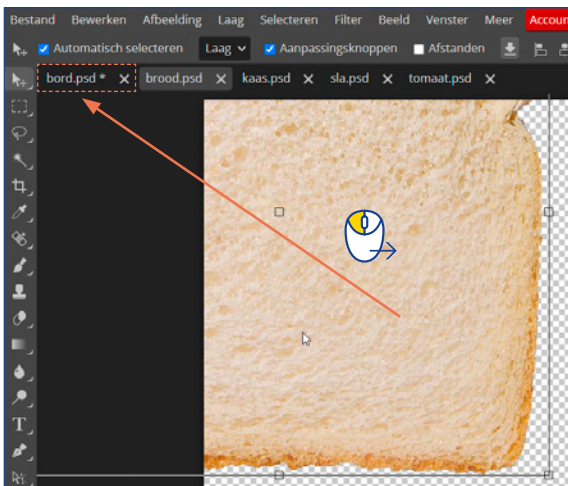 Bestand Bewerken Afbeelding Laag Selecteren Filter Beeld Venster Meer Accoun
Automatisch selecteren Laag Aanpassingsknoppen Afstanden
bord.psd * brood.psd kaas.psd sla.psd tomaat.psd
T